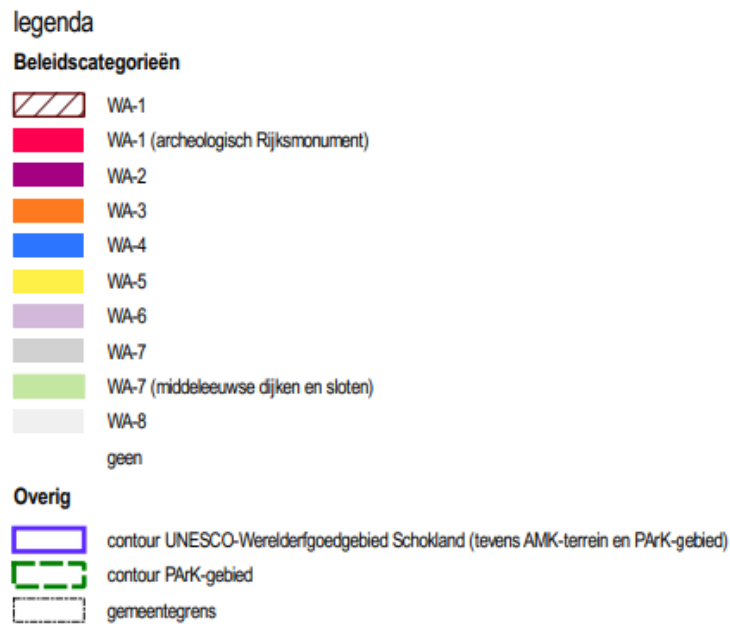 legenda
Beleidscategorieën
WA-1
WA-1 (archeologisch Rijksmonument)
WA-2
WA-3
WA-4
WA-5
WA-6
WA-7
WA-7 (middeleeuwse dijken en sloten)
WA-8
geen
Overig
contour UNESCO-Werelderfgoedgebied Schokland (tevens AMK-terrein en PArK-gebied)
contour PArK-gebied
gemeentegrens